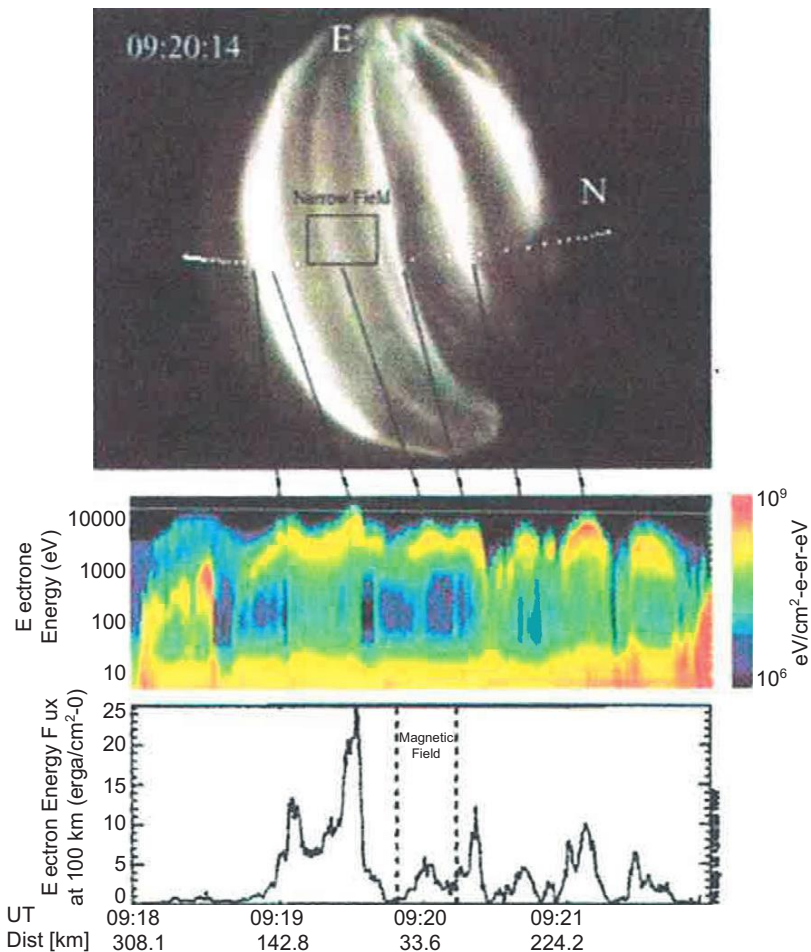 09:20:14
E
N
Narrow Field
E ectrone
Energy (eV)
10000
1000
100
10
10⁹
10⁶
eV/cm²-e-er-eV
E ectron Energy F ux
at 100 km (erga/cm²-0)
25
20
15
10
5
0
Magnetic
Field
UT 09:18 09:19 09:20 09:21
Dist [km] 308.1 142.8 33.6 224.2